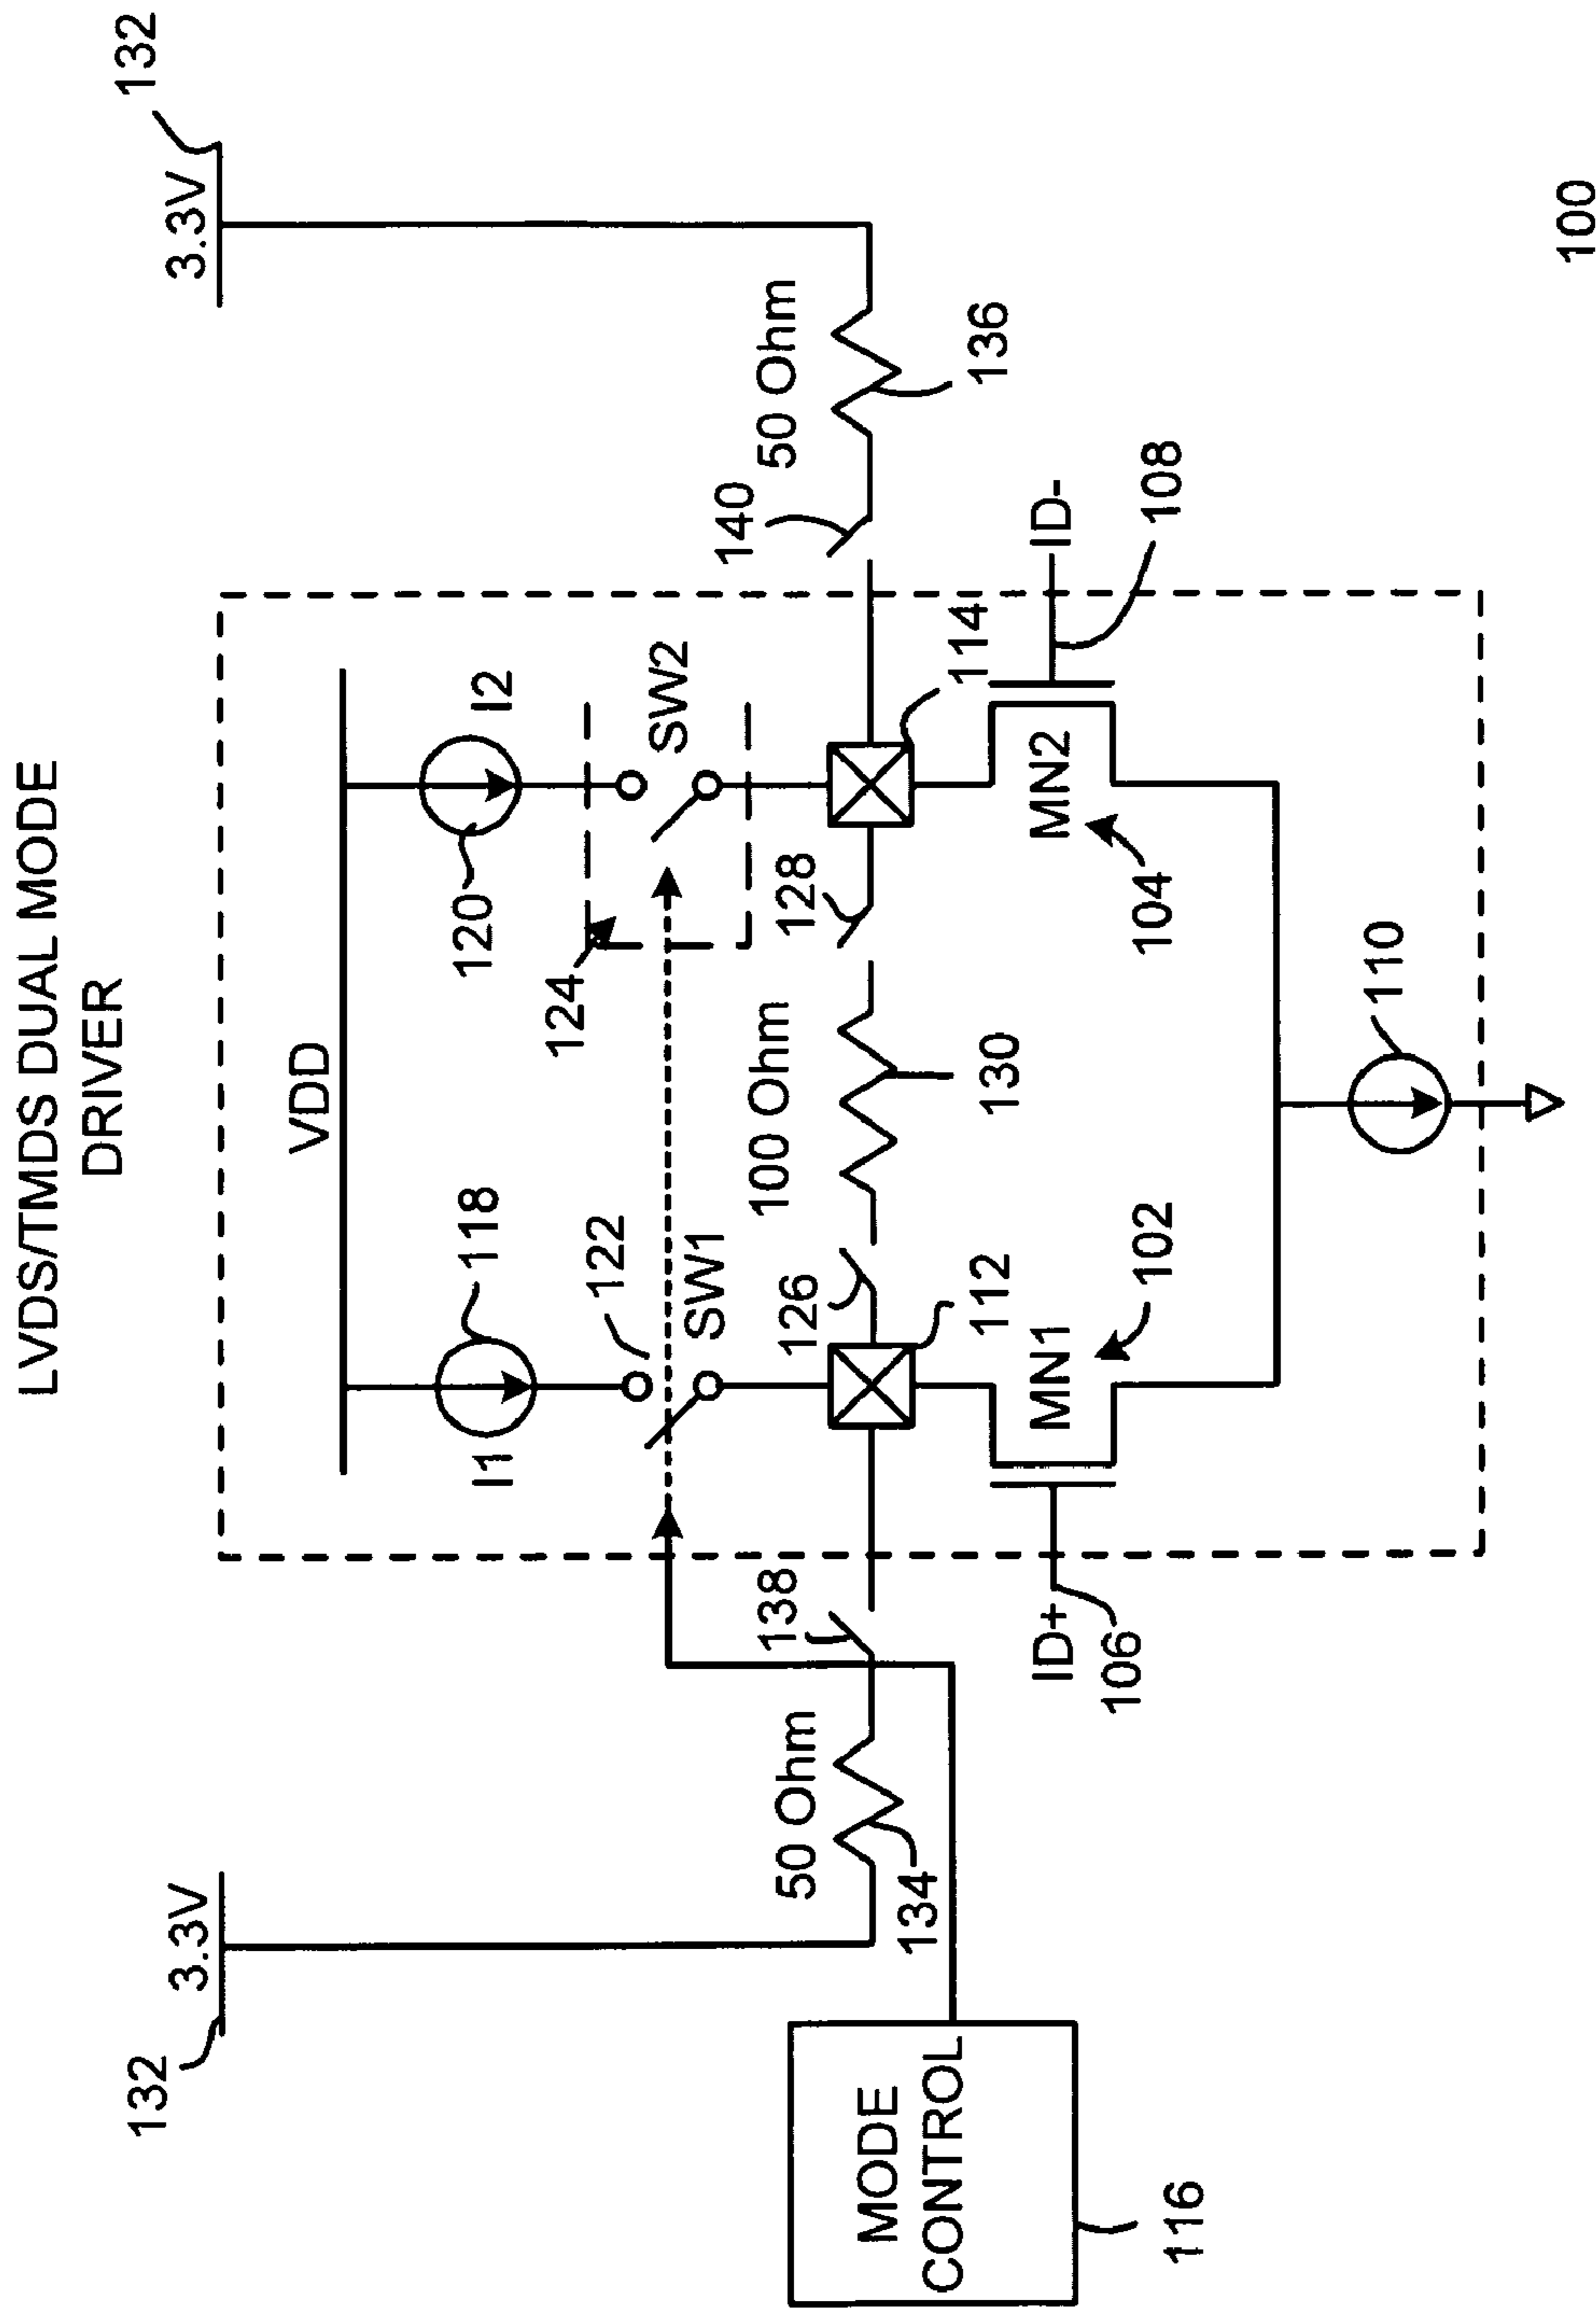 LVDS/TMDS DUAL MODE
DRIVER
132
3.3V
3.3V
132
VDD
I1
118
120
I2
122
124
SW1
SW2
138
126
128
140
50 Ohm
100 Ohm
50 Ohm
134
112
130
114
136
MODE
CONTROL
116
ID+
106
MN1
102
MN2
104
ID-
108
110
100